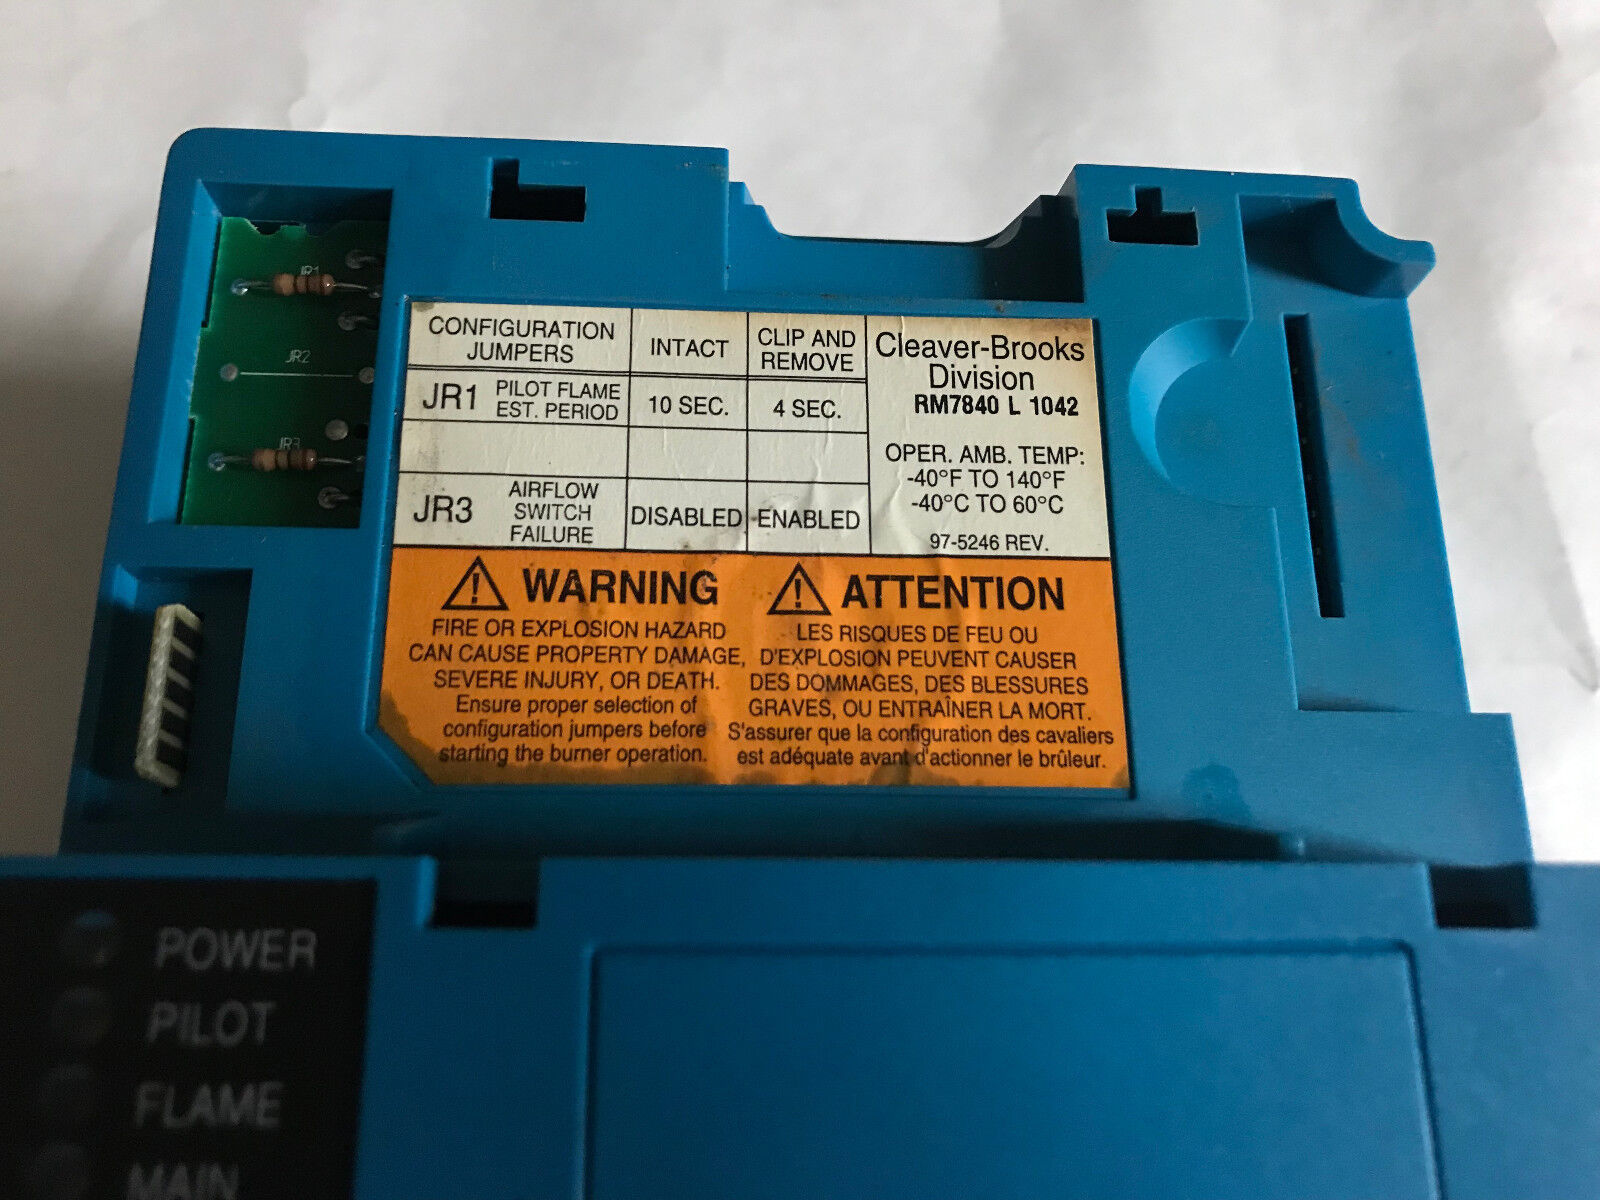 JR1
JR2
JR3
CONFIGURATION
JUMPERS
INTACT
CLIP AND
REMOVE
JR1 PILOT FLAME
EST. PERIOD
10 SEC.
4 SEC.
JR3 AIRFLOW
SWITCH
FAILURE
DISABLED
ENABLED
Cleaver-Brooks
Division
RM7840 L 1042
OPER. AMB. TEMP:
-40°F TO 140°F
-40°C TO 60°C
97-5246 REV.
WARNING
FIRE OR EXPLOSION HAZARD
CAN CAUSE PROPERTY DAMAGE,
SEVERE INJURY, OR DEATH.
Ensure proper selection of
configuration jumpers before
starting the burner operation.
ATTENTION
LES RISQUES DE FEU OU
D'EXPLOSION PEUVENT CAUSER
DES DOMMAGES, DES BLESSURES
GRAVES, OU ENTRAÎNER LA MORT.
S'assurer que la configuration des cavaliers
est adéquate avant d'actionner le brûleur.
POWER
PILOT
FLAME
MAIN